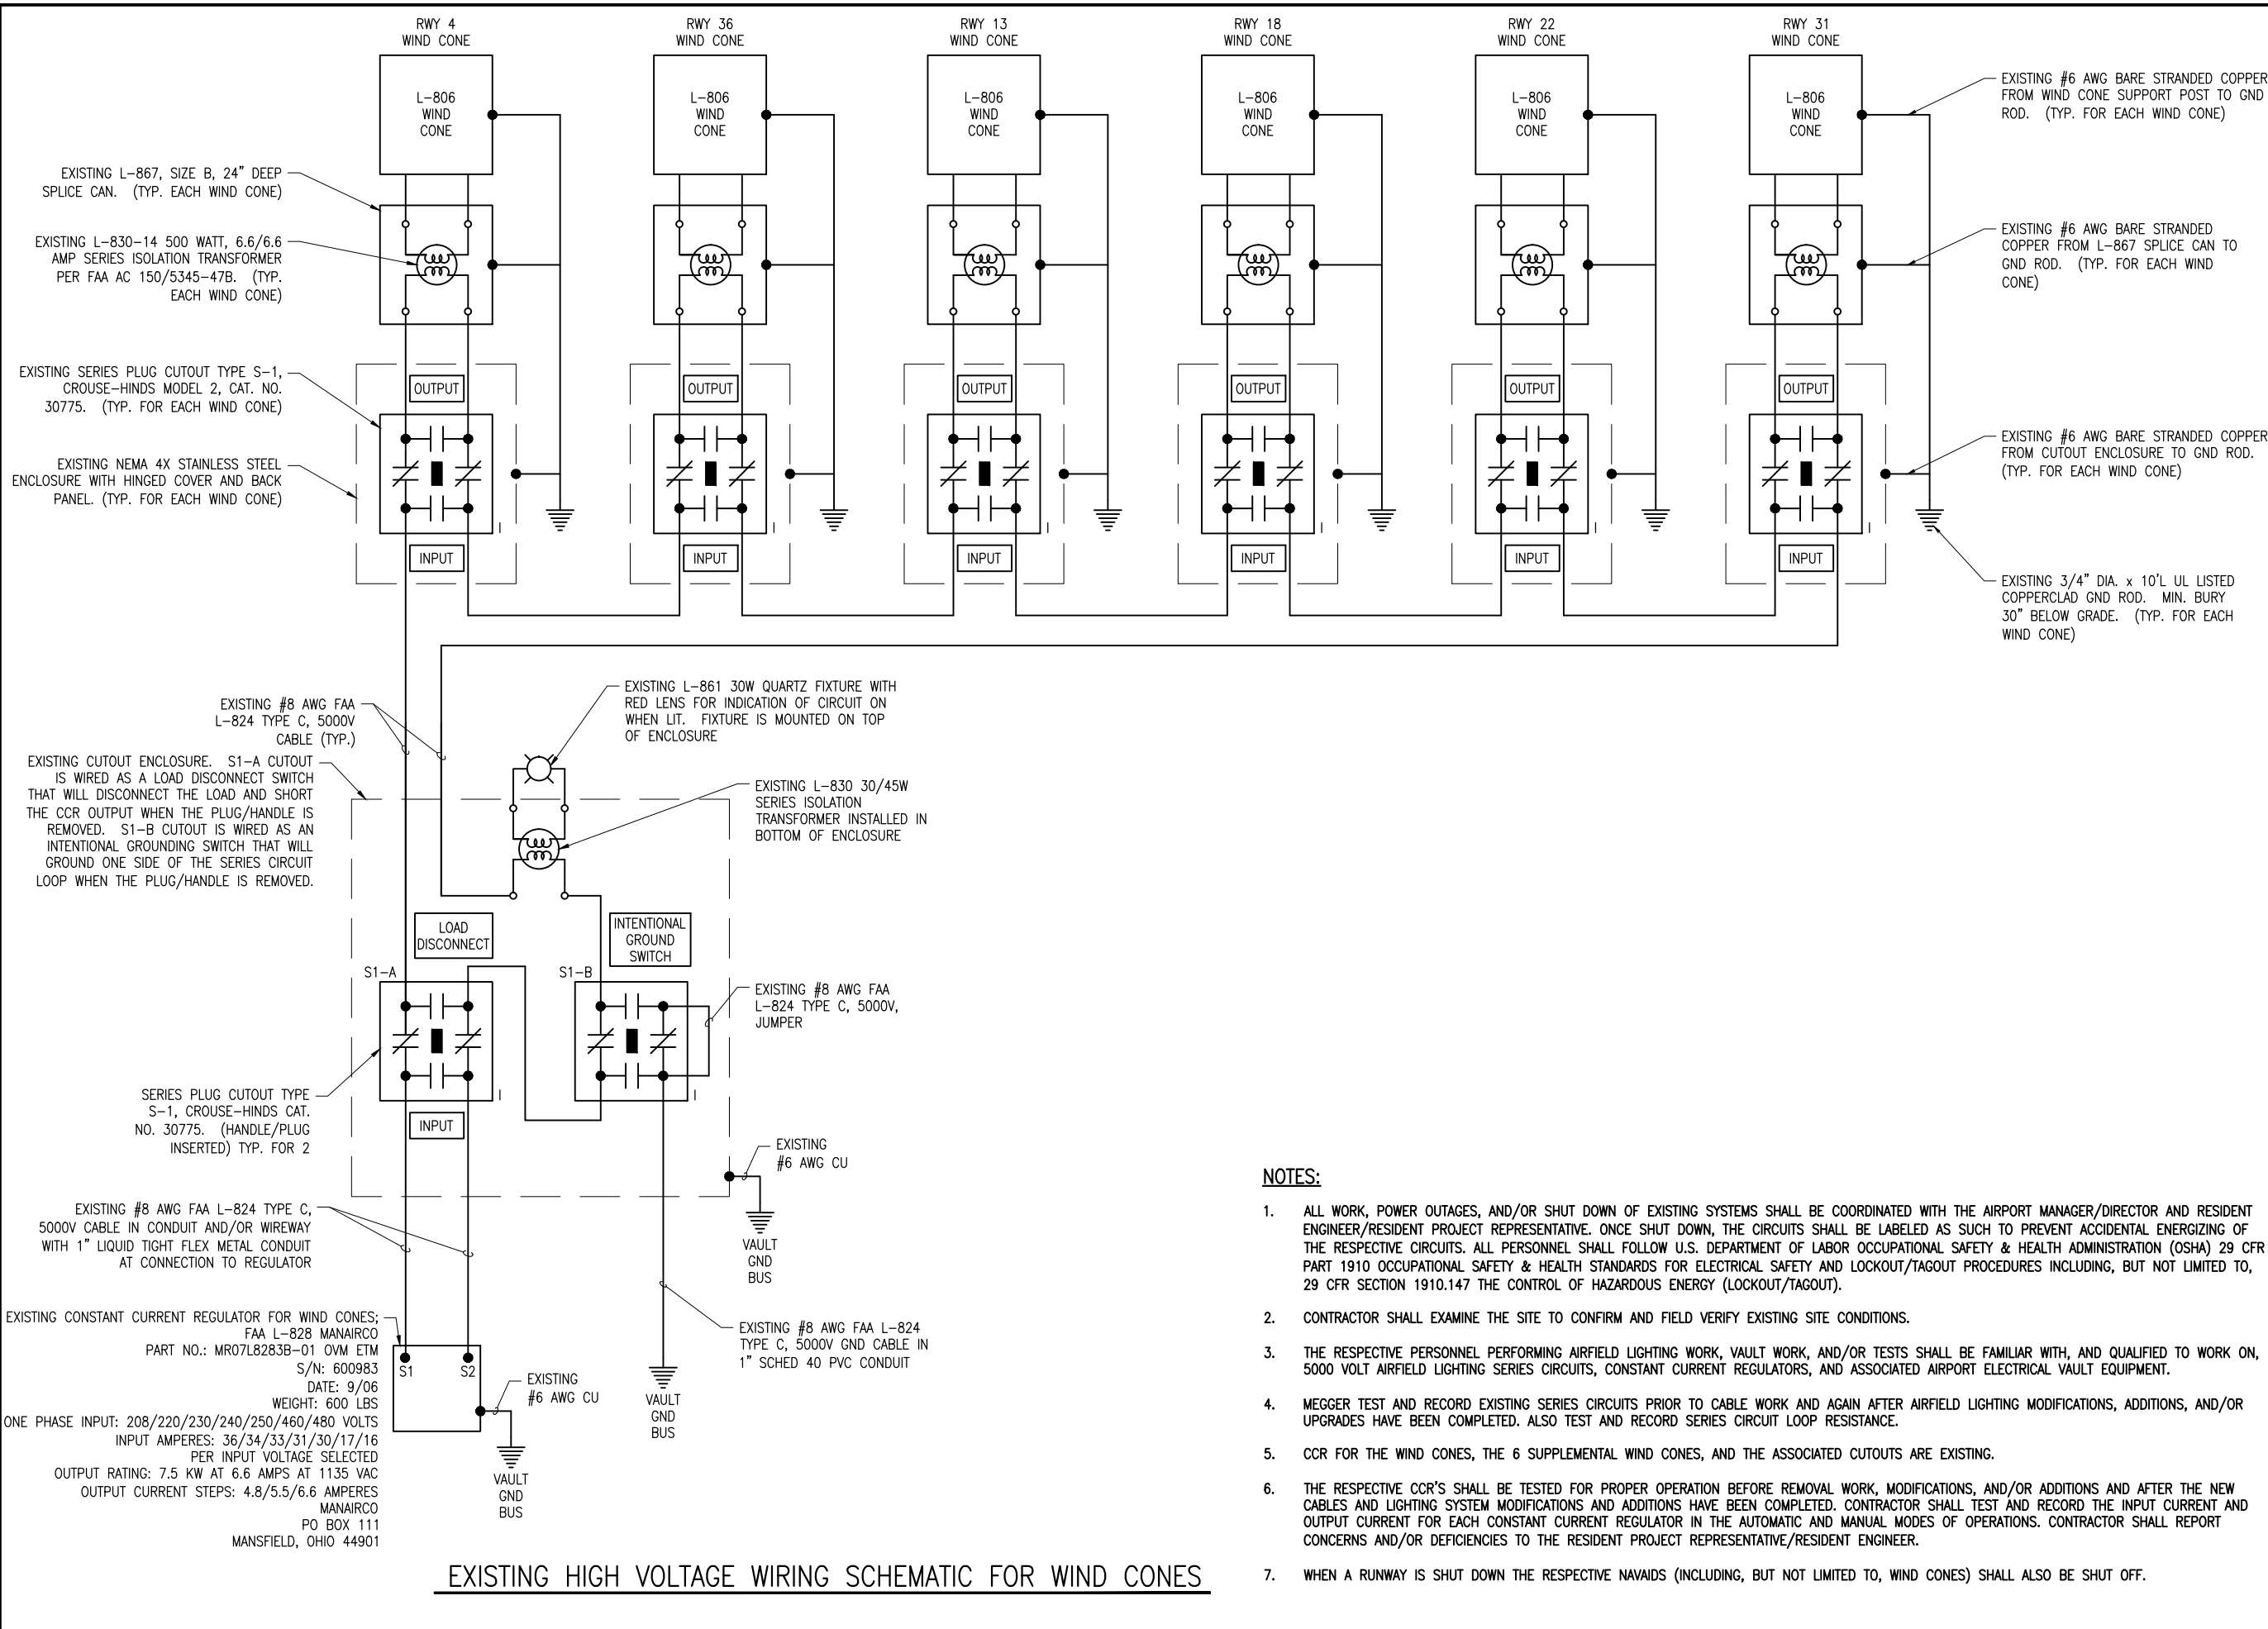 RWY 4
WIND CONE
RWY 36
WIND CONE
RWY 13
WIND CONE
RWY 18
WIND CONE
RWY 22
WIND CONE
RWY 31
WIND CONE
L-806
WIND
CONE
L-806
WIND
CONE
L-806
WIND
CONE
L-806
WIND
CONE
L-806
WIND
CONE
L-806
WIND
CONE
EXISTING #6 AWG BARE STRANDED COPPER
FROM WIND CONE SUPPORT POST TO GND
ROD. (TYP. FOR EACH WIND CONE)
EXISTING L-867, SIZE B, 24" DEEP
SPLICE CAN. (TYP. EACH WIND CONE)
EXISTING L-830-14 500 WATT, 6.6/6.6
AMP SERIES ISOLATION TRANSFORMER
PER FAA AC 150/5345-47B. (TYP.
EACH WIND CONE)
EXISTING #6 AWG BARE STRANDED
COPPER FROM L-867 SPLICE CAN TO
GND ROD. (TYP. FOR EACH WIND
CONE)
EXISTING SERIES PLUG CUTOUT TYPE S-1,
CROUSE-HINDS MODEL 2, CAT. NO.
30775. (TYP. FOR EACH WIND CONE)
OUTPUT
OUTPUT
OUTPUT
OUTPUT
OUTPUT
OUTPUT
EXISTING NEMA 4X STAINLESS STEEL
ENCLOSURE WITH HINGED COVER AND BACK
PANEL. (TYP. FOR EACH WIND CONE)
EXISTING #6 AWG BARE STRANDED COPPER
FROM CUTOUT ENCLOSURE TO GND ROD.
(TYP. FOR EACH WIND CONE)
INPUT
INPUT
INPUT
INPUT
INPUT
INPUT
EXISTING 3/4" DIA. x 10'L UL LISTED
COPPERCLAD GND ROD. MIN. BURY
30" BELOW GRADE. (TYP. FOR EACH
WIND CONE)
EXISTING #8 AWG FAA
L-824 TYPE C, 5000V
CABLE (TYP.)
EXISTING L-861 30W QUARTZ FIXTURE WITH
RED LENS FOR INDICATION OF CIRCUIT ON
WHEN LIT. FIXTURE IS MOUNTED ON TOP
OF ENCLOSURE
EXISTING CUTOUT ENCLOSURE. S1-A CUTOUT
IS WIRED AS A LOAD DISCONNECT SWITCH
THAT WILL DISCONNECT THE LOAD AND SHORT
THE CCR OUTPUT WHEN THE PLUG/HANDLE IS
REMOVED. S1-B CUTOUT IS WIRED AS AN
INTENTIONAL GROUNDING SWITCH THAT WILL
GROUND ONE SIDE OF THE SERIES CIRCUIT
LOOP WHEN THE PLUG/HANDLE IS REMOVED.
EXISTING L-830 30/45W
SERIES ISOLATION
TRANSFORMER INSTALLED IN
BOTTOM OF ENCLOSURE
LOAD
DISCONNECT
INTENTIONAL
GROUND
SWITCH
S1-A
S1-B
EXISTING #8 AWG FAA
L-824 TYPE C, 5000V,
JUMPER
SERIES PLUG CUTOUT TYPE
S-1, CROUSE-HINDS CAT.
NO. 30775. (HANDLE/PLUG
INSERTED) TYP. FOR 2
INPUT
EXISTING
#6 AWG CU
VAULT
GND
BUS
EXISTING #8 AWG FAA L-824 TYPE C,
5000V CABLE IN CONDUIT AND/OR WIREWAY
WITH 1" LIQUID TIGHT FLEX METAL CONDUIT
AT CONNECTION TO REGULATOR
EXISTING CONSTANT CURRENT REGULATOR FOR WIND CONES;
FAA L-828 MANAIRCO
PART NO.: MR07L8283B-01 OVM ETM
S/N: 600983
DATE: 9/06
WEIGHT: 600 LBS
ONE PHASE INPUT: 208/220/230/240/250/460/480 VOLTS
INPUT AMPERES: 36/34/33/31/30/17/16
PER INPUT VOLTAGE SELECTED
OUTPUT RATING: 7.5 KW AT 6.6 AMPS AT 1135 VAC
OUTPUT CURRENT STEPS: 4.8/5.5/6.6 AMPERES
MANAIRCO
PO BOX 111
MANSFIELD, OHIO 44901
S1
S2
EXISTING
#6 AWG CU
VAULT
GND
BUS
EXISTING #8 AWG FAA L-824
TYPE C, 5000V GND CABLE IN
1" SCHED 40 PVC CONDUIT
VAULT
GND
BUS
EXISTING HIGH VOLTAGE WIRING SCHEMATIC FOR WIND CONES
NOTES:
1. ALL WORK, POWER OUTAGES, AND/OR SHUT DOWN OF EXISTING SYSTEMS SHALL BE COORDINATED WITH THE AIRPORT MANAGER/DIRECTOR AND RESIDENT
ENGINEER/RESIDENT PROJECT REPRESENTATIVE. ONCE SHUT DOWN, THE CIRCUITS SHALL BE LABELED AS SUCH TO PREVENT ACCIDENTAL ENERGIZING OF
THE RESPECTIVE CIRCUITS. ALL PERSONNEL SHALL FOLLOW U.S. DEPARTMENT OF LABOR OCCUPATIONAL SAFETY & HEALTH ADMINISTRATION (OSHA) 29 CFR
PART 1910 OCCUPATIONAL SAFETY & HEALTH STANDARDS FOR ELECTRICAL SAFETY AND LOCKOUT/TAGOUT PROCEDURES INCLUDING, BUT NOT LIMITED TO,
29 CFR SECTION 1910.147 THE CONTROL OF HAZARDOUS ENERGY (LOCKOUT/TAGOUT).
2. CONTRACTOR SHALL EXAMINE THE SITE TO CONFIRM AND FIELD VERIFY EXISTING SITE CONDITIONS.
3. THE RESPECTIVE PERSONNEL PERFORMING AIRFIELD LIGHTING WORK, VAULT WORK, AND/OR TESTS SHALL BE FAMILIAR WITH, AND QUALIFIED TO WORK ON,
5000 VOLT AIRFIELD LIGHTING SERIES CIRCUITS, CONSTANT CURRENT REGULATORS, AND ASSOCIATED AIRPORT ELECTRICAL VAULT EQUIPMENT.
4. MEGGER TEST AND RECORD EXISTING SERIES CIRCUITS PRIOR TO CABLE WORK AND AGAIN AFTER AIRFIELD LIGHTING MODIFICATIONS, ADDITIONS, AND/OR
UPGRADES HAVE BEEN COMPLETED. ALSO TEST AND RECORD SERIES CIRCUIT LOOP RESISTANCE.
5. CCR FOR THE WIND CONES, THE 6 SUPPLEMENTAL WIND CONES, AND THE ASSOCIATED CUTOUTS ARE EXISTING.
6. THE RESPECTIVE CCR'S SHALL BE TESTED FOR PROPER OPERATION BEFORE REMOVAL WORK, MODIFICATIONS, AND/OR ADDITIONS AND AFTER THE NEW
CABLES AND LIGHTING SYSTEM MODIFICATIONS AND ADDITIONS HAVE BEEN COMPLETED. CONTRACTOR SHALL TEST AND RECORD THE INPUT CURRENT AND
OUTPUT CURRENT FOR EACH CONSTANT CURRENT REGULATOR IN THE AUTOMATIC AND MANUAL MODES OF OPERATIONS. CONTRACTOR SHALL REPORT
CONCERNS AND/OR DEFICIENCIES TO THE RESIDENT PROJECT REPRESENTATIVE/RESIDENT ENGINEER.
7. WHEN A RUNWAY IS SHUT DOWN THE RESPECTIVE NAVAIDS (INCLUDING, BUT NOT LIMITED TO, WIND CONES) SHALL ALSO BE SHUT OFF.